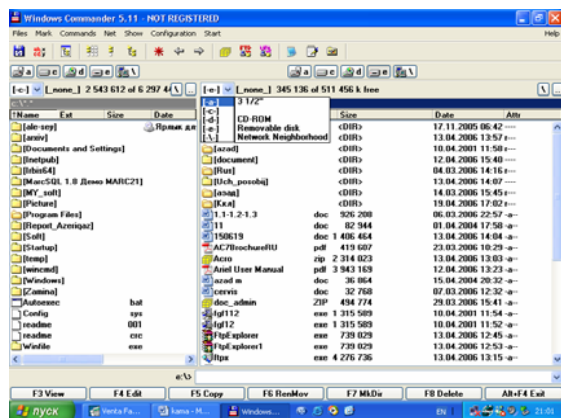 Windows Commander 5.11 - NOT REGISTERED
Files Mark Commands Net Show Configuration Start Help
a c d e \ a c d e \
[-c-] [_none_] 2 543 612 of 6 297 4 \ .. [-e-] [_none_] 345 136 of 511 456 k free \ ..
c:\*.*
[-a-] 3 1/2"
[-c-]
[-d-] CD-ROM
[-e-] Removable disk
[-\-] Network Neighborhood
↑Name Ext Size Date Size Date Attr
[ale-sey] Ярлык дл <DIR> 17.11.2005 06:42 ----
[arxiv] <DIR> 13.04.2006 13:57 r---
[Documents and Settings] [azad] <DIR> 10.04.2001 11:58 r---
[Inetpub] [document] <DIR> 12.04.2006 15:40 ----
[Irbis64] [Rus] <DIR> 04.03.2006 14:16 r---
[MarcSQL 1.8 Демо MARC21] [Uch_posobij] <DIR> 13.04.2006 14:07 ----
[MY_soft] [азад] <DIR> 14.03.2006 15:45 r---
[Picture] [Ккл] <DIR> 19.04.2006 17:02 r---
[Program Files] 1.1-1.2-1.3 doc 926 208 06.03.2006 22:57 -a--
[Report_Azeriqaz] 11 doc 82 944 01.04.2004 17:58 -a--
[Soft] 150619 doc 1 406 464 13.04.2006 14:04 -a--
[Startup] AC7BrochureRU pdf 419 607 23.03.2006 10:29 -a--
[temp] Acro zip 2 314 023 13.04.2006 13:03 -a--
[wincmd] Ariel User Manual pdf 3 943 169 12.04.2006 13:23 -a--
[Windows] azad m doc 36 864 15.04.2004 20:32 -a--
[Zamina] cervis doc 32 768 07.03.2006 12:32 -a--
Autoexec bat doc_admin ZIP 494 774 29.03.2006 15:41 -a--
Config sys fgl112 exe 1 315 589 10.04.2001 11:54 -a--
readme 001 fgl12 exe 1 315 589 10.04.2001 11:52 -a--
readme crc FtpExplorer exe 739 029 13.04.2006 12:45 -a--
Winfile exe FtpExplorer1 exe 739 029 13.04.2006 12:53 -a--
ftpx exe 4 276 736 13.04.2006 13:15 -a--
e:\>
F3 View F4 Edit F5 Copy F6 RenMov F7 MkDir F8 Delete Alt+F4 Exit
пуск Venta Fa... kama - M... Windows... EN 21:01